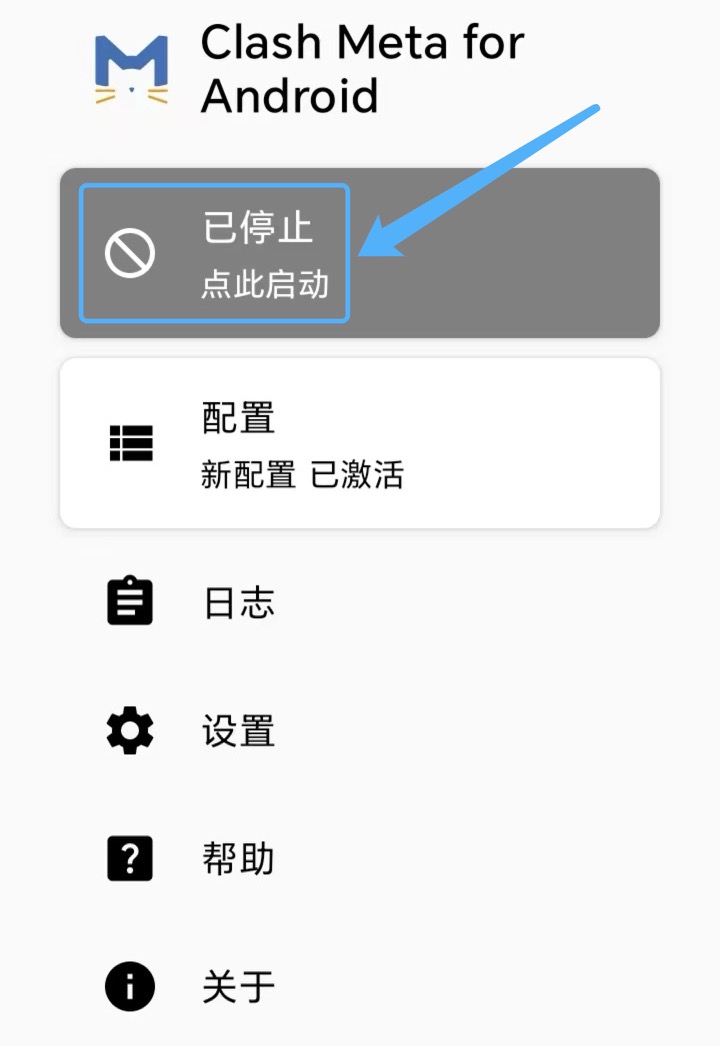 Clash Meta for
Android
已停止
点此启动
配置
新配置 已激活
日志
设置
帮助
关于